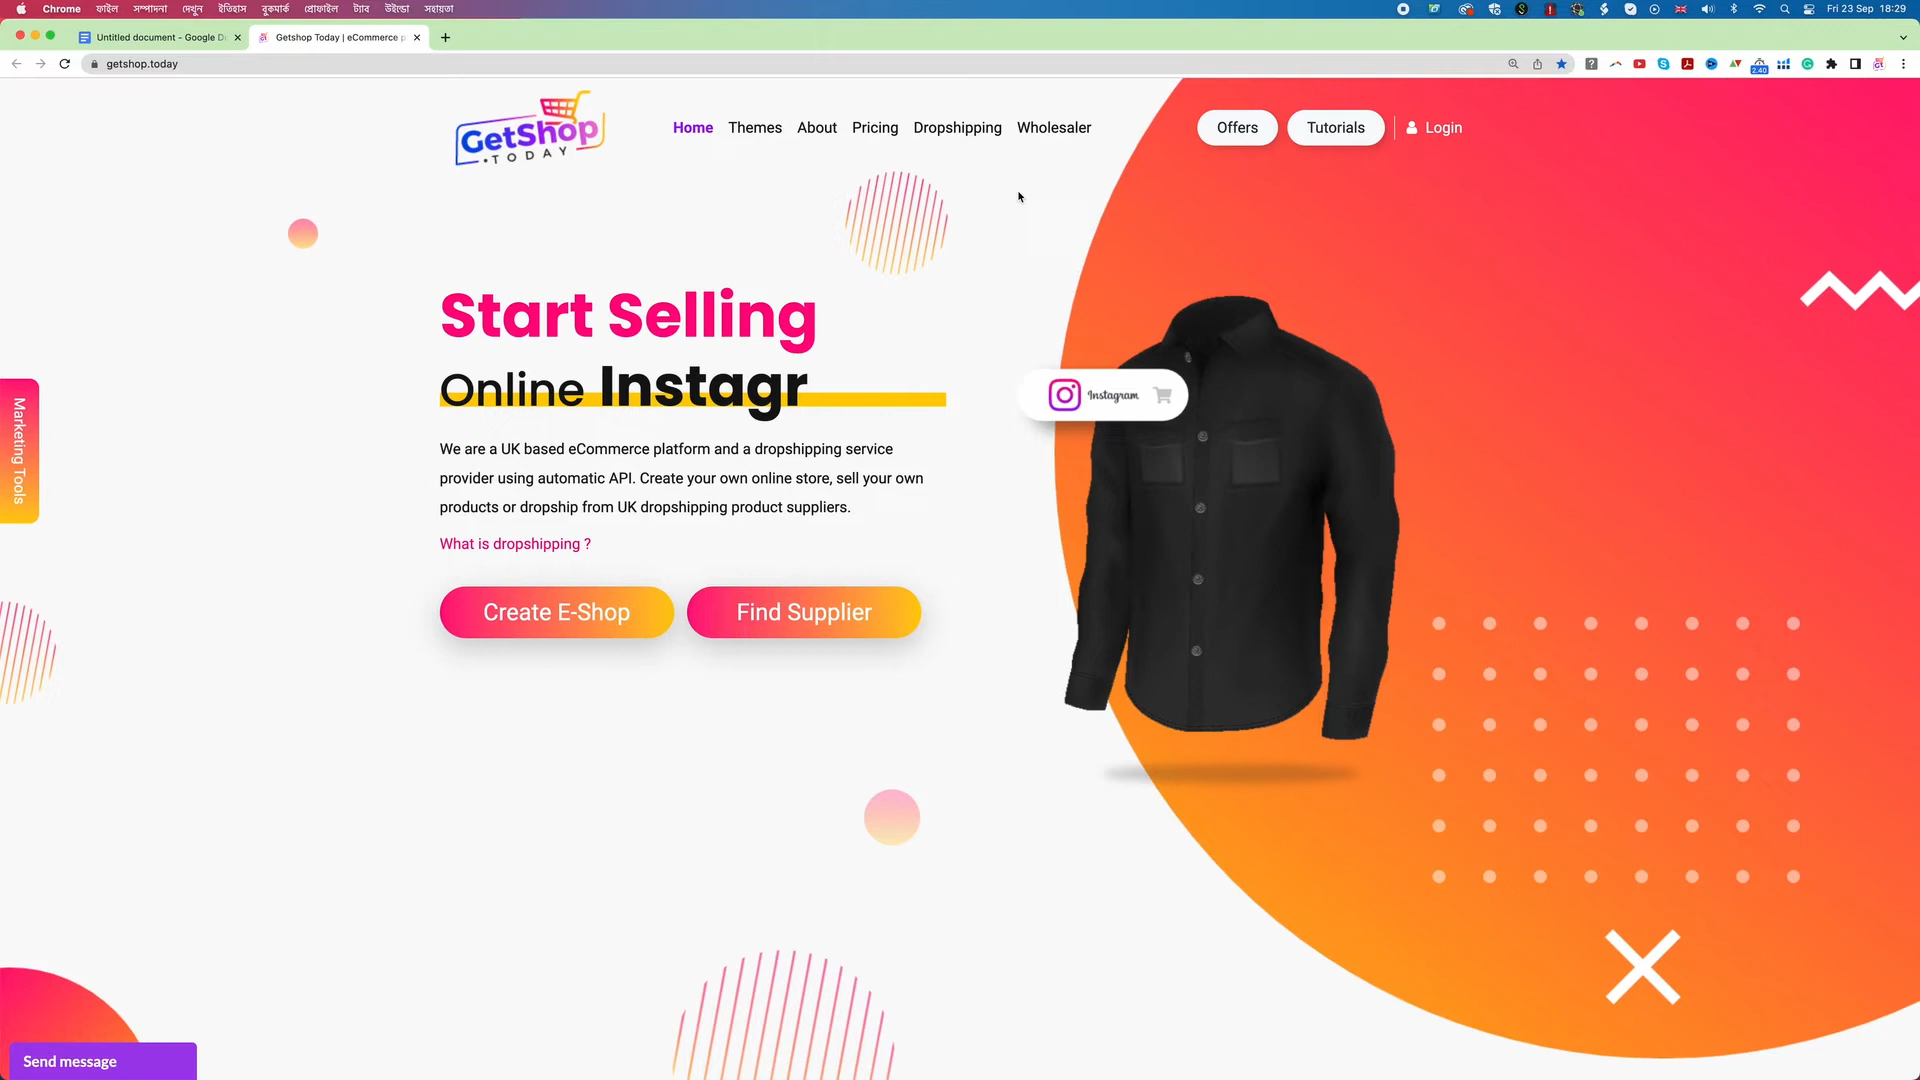 Chrome ফাইল সম্পাদনা দেখুন ইতিহাস বুকমার্ক প্রোফাইল ট্যাব উইন্ডো সহায়তা
Fri 23 Sep 18:29
Untitled document - Google D
Getshop Today | eCommerce p
getshop.today
2.40
GetShop
.TODAY
Home Themes About Pricing Dropshipping Wholesaler
Offers Tutorials Login
Start Selling
Online Instagr
Instagram
We are a UK based eCommerce platform and a dropshipping service
provider using automatic API. Create your own online store, sell your own
products or dropship from UK dropshipping product suppliers.
What is dropshipping ?
Create E-Shop Find Supplier
Marketing Tools
Send message